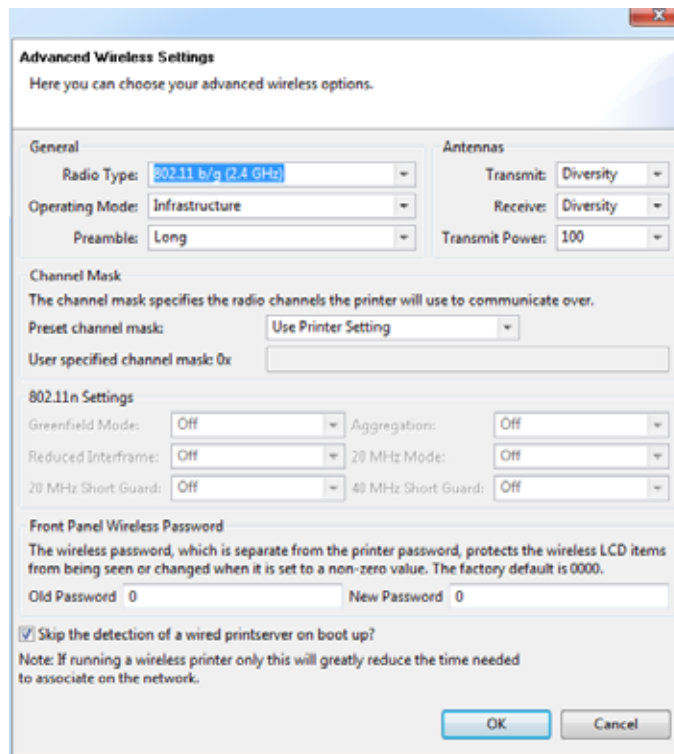 Advanced Wireless Settings
Here you can choose your advanced wireless options.
General
Radio Type: 802.11 b/g (2.4 GHz)
Operating Mode: Infrastructure
Preamble: Long
Antennas
Transmit: Diversity
Receive: Diversity
Transmit Power: 100
Channel Mask
The channel mask specifies the radio channels the printer will use to communicate over.
Preset channel mask: Use Printer Setting
User specified channel mask: 0x
802.11n Settings
Greenfield Mode: Off Aggregation: Off
Reduced Interframe: Off 20 MHz Mode: Off
20 MHz Short Guard: Off 40 MHz Short Guard: Off
Front Panel Wireless Password
The wireless password, which is separate from the printer password, protects the wireless LCD items
from being seen or changed when it is set to a non-zero value. The factory default is 0000.
Old Password 0 New Password 0
Skip the detection of a wired printserver on boot up?
Note: If running a wireless printer only this will greatly reduce the time needed
to associate on the network.
OK Cancel